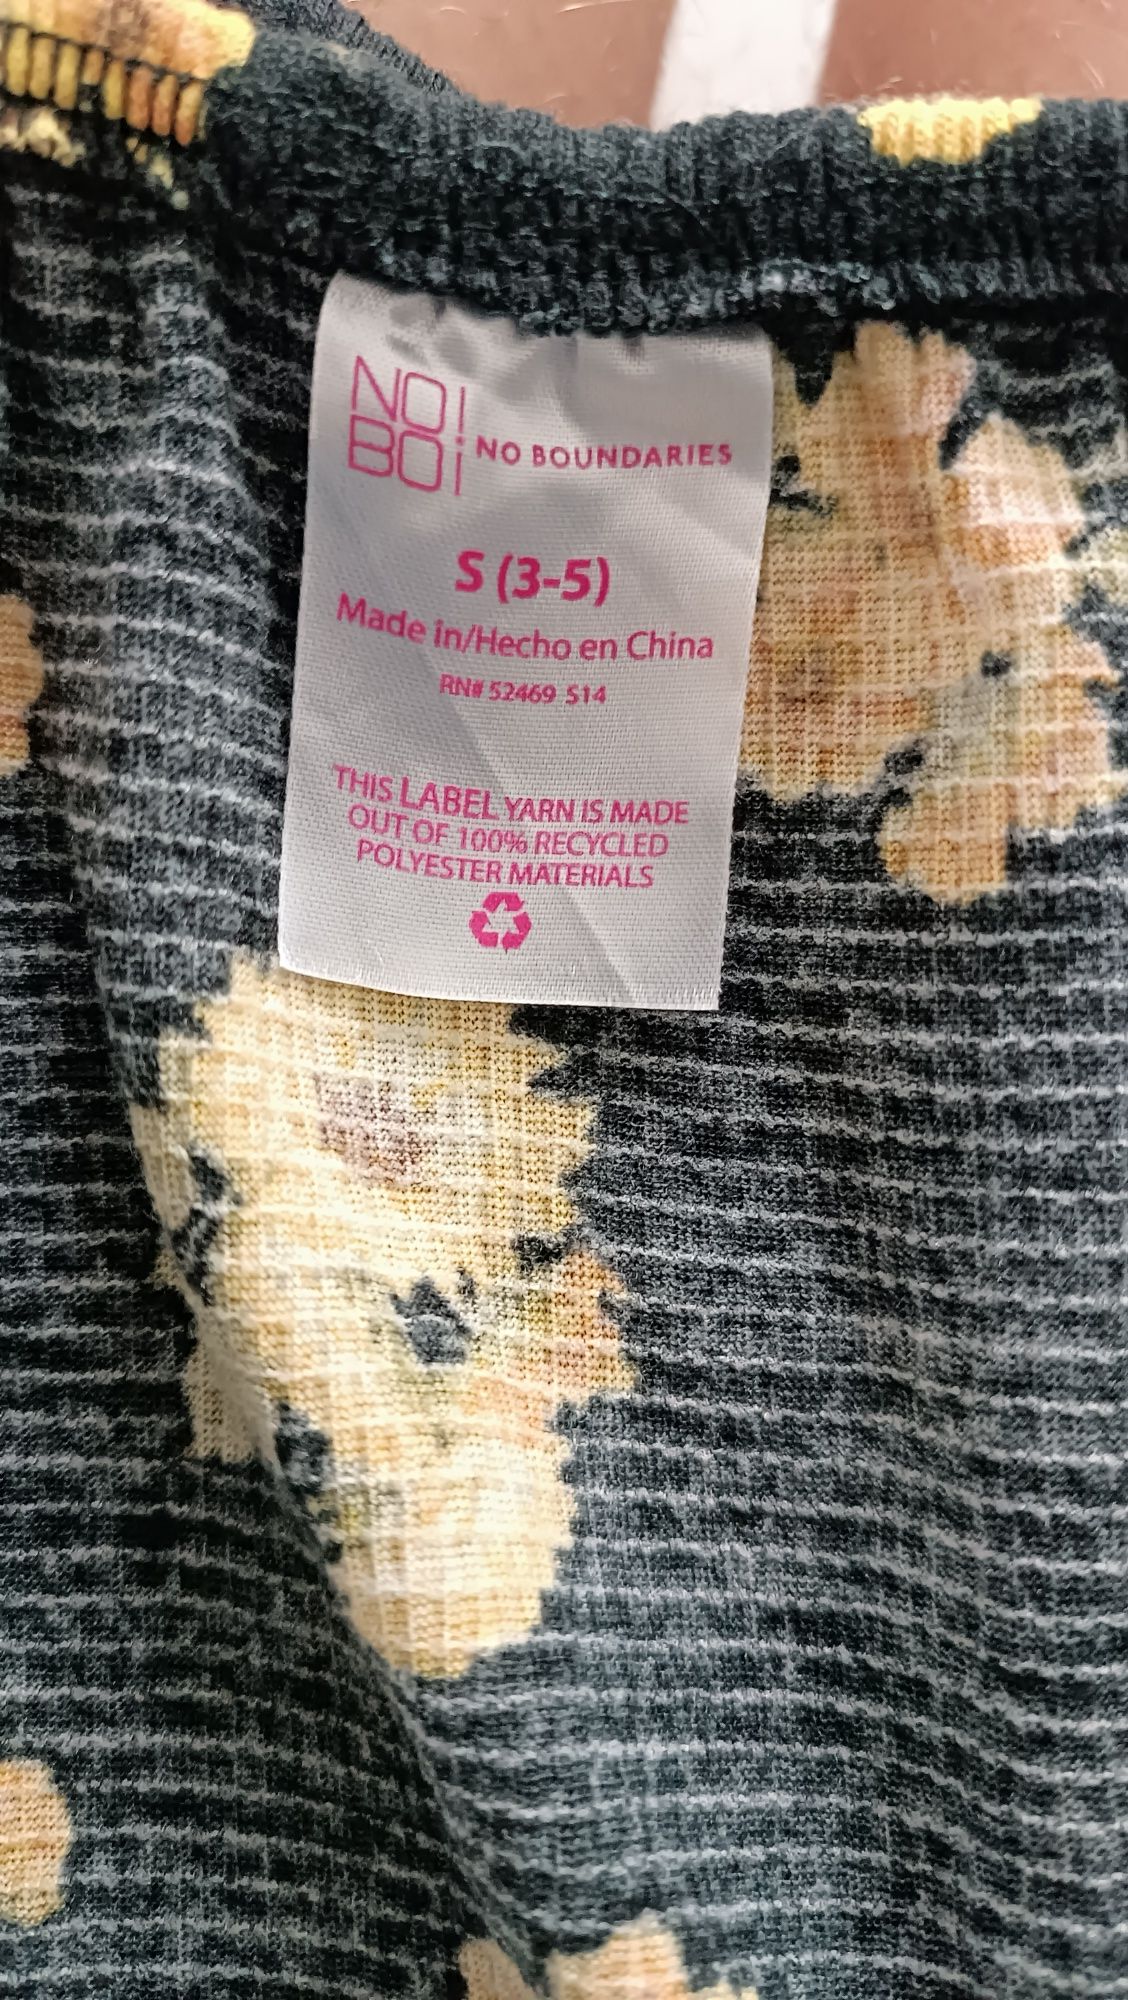 NO!
BO¡ NO BOUNDARIES
S (3-5)
Made in/Hecho en China
RN# 52469 S14
THIS LABEL YARN IS MADE
OUT OF 100% RECYCLED
POLYESTER MATERIALS